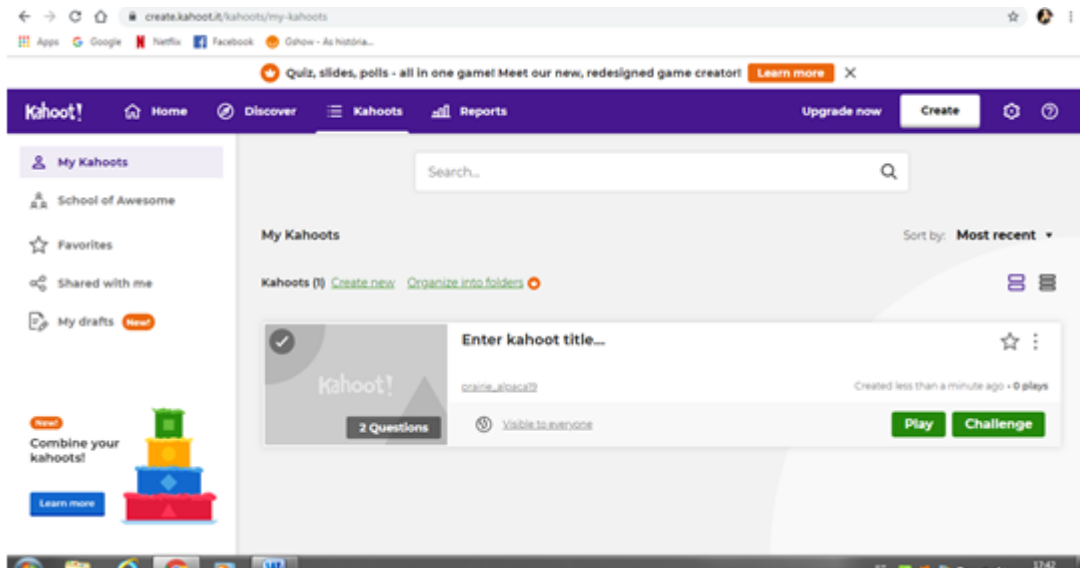 create.kahoot.it/kahoots/my-kahoots
Apps Google Netflix Facebook Gshow - As história...
Quiz, slides, polls - all in one game! Meet our new, redesigned game creator! Learn more
Kahoot! Home Discover Kahoots Reports Upgrade now Create
My Kahoots
School of Awesome
Favorites
Shared with me
My drafts New!
New!
Combine your
kahoots!
Learn more
Search...
My Kahoots Sort by: Most recent
Kahoots (1) Create new Organize into folders
Kahoot!
2 Questions
Enter kahoot title...
prairie_alpaca19 Created less than a minute ago • 0 plays
Visible to everyone Play Challenge
17:42